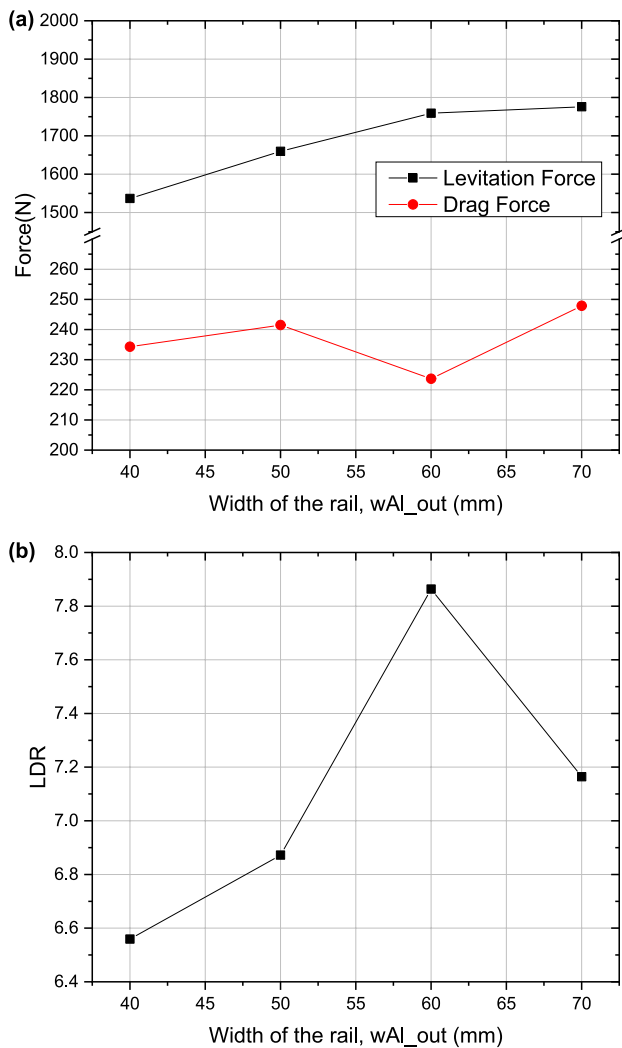 (a)
2000
1900
1800
1700
1600
1500
260
250
240
230
220
210
200
Force(N)
Levitation Force
Drag Force
40 45 50 55 60 65 70
Width of the rail, wAl_out (mm)
(b)
8.0
7.8
7.6
7.4
7.2
7.0
6.8
6.6
6.4
LDR
40 45 50 55 60 65 70
Width of the rail, wAl_out (mm)